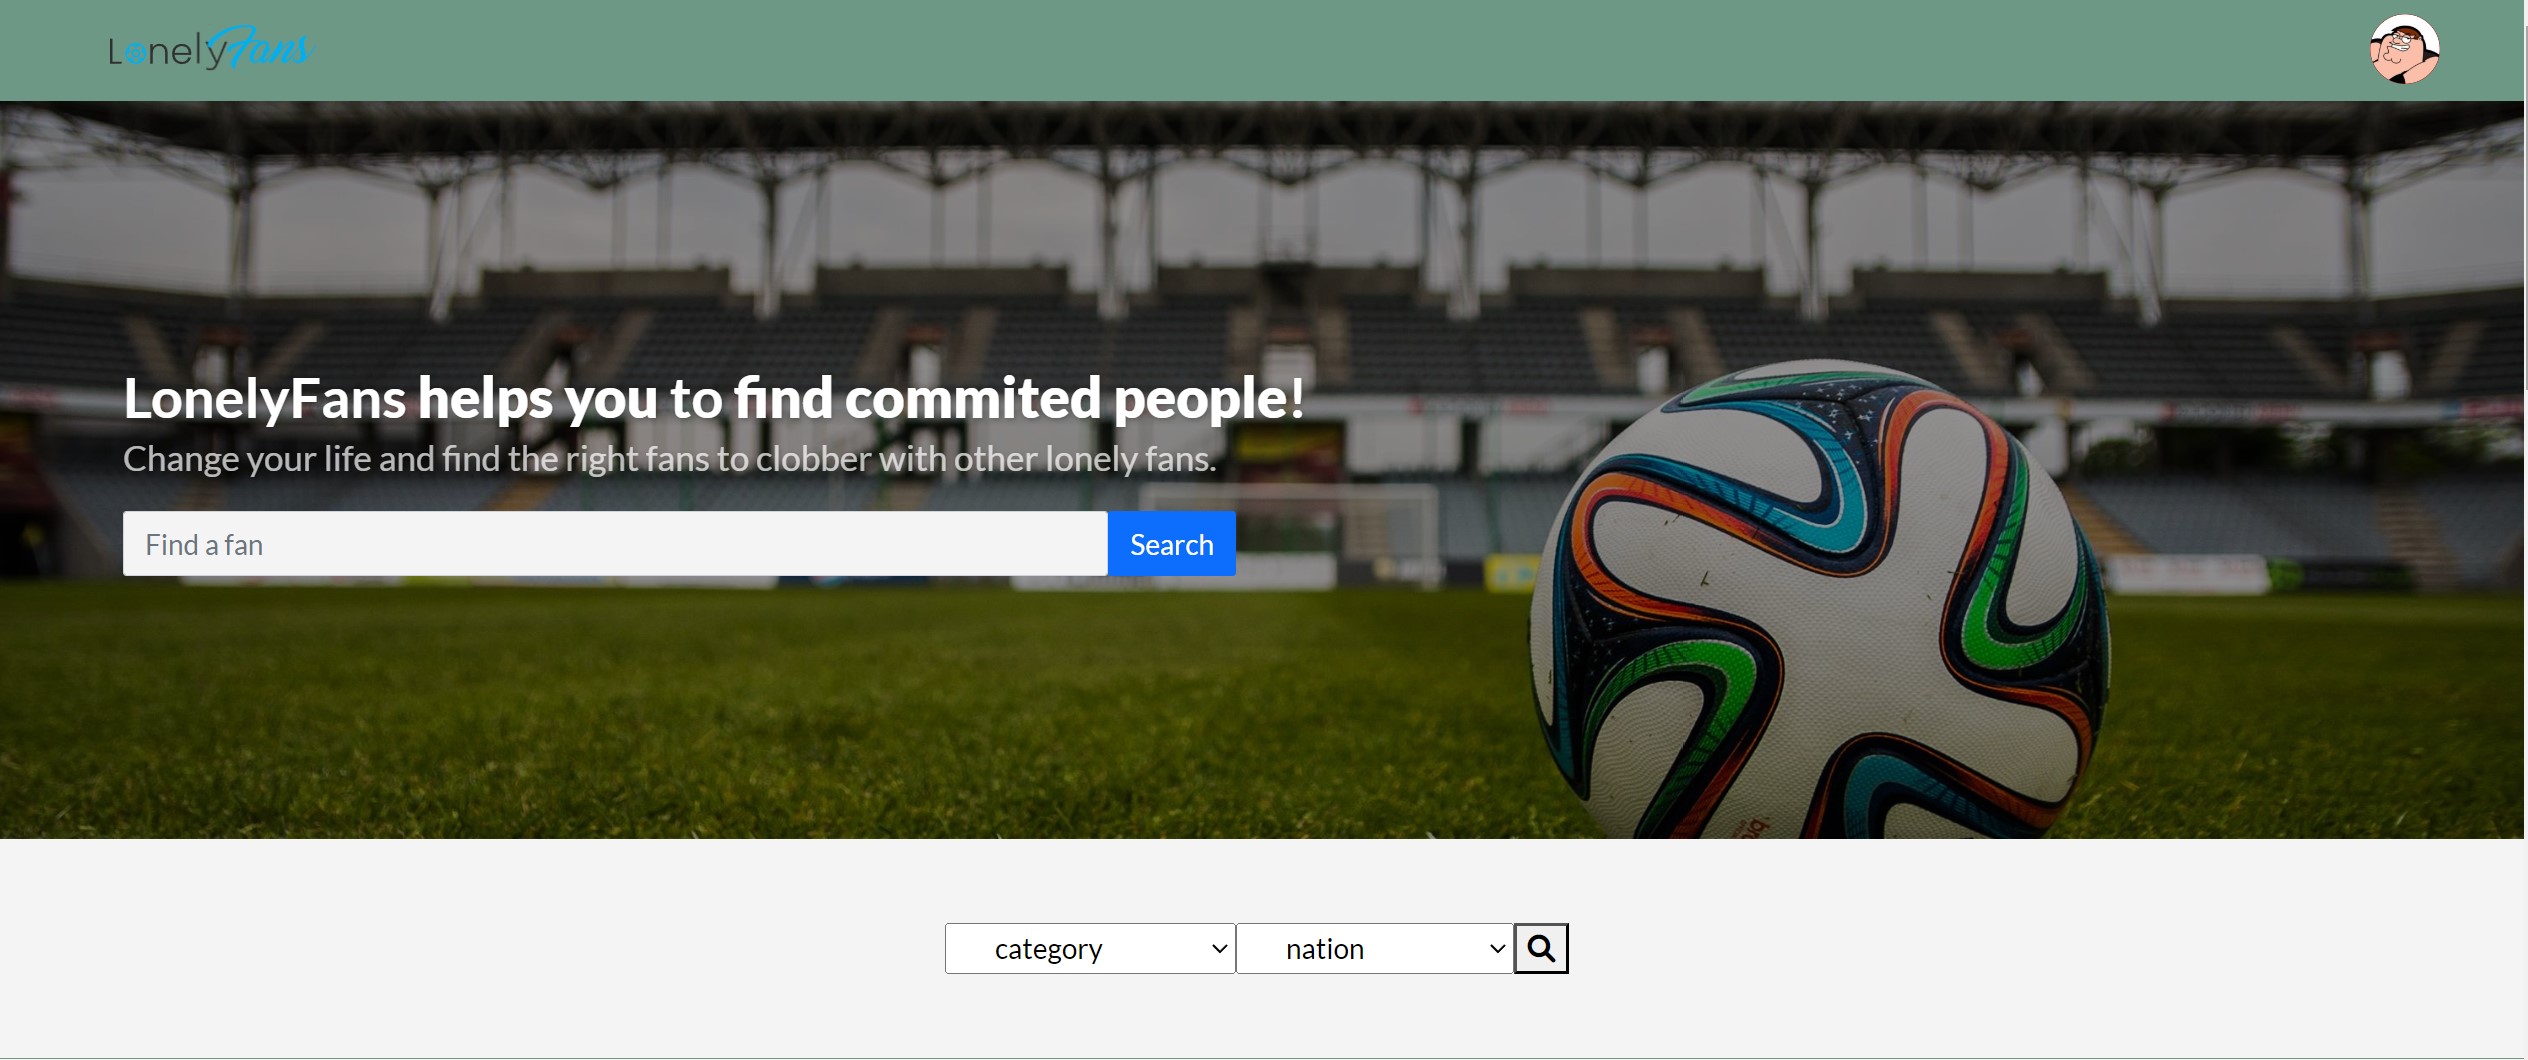 LonelyFans
LonelyFans helps you to find commited people!
Change your life and find the right fans to clobber with other lonely fans.
Find a fan
Search
category
nation